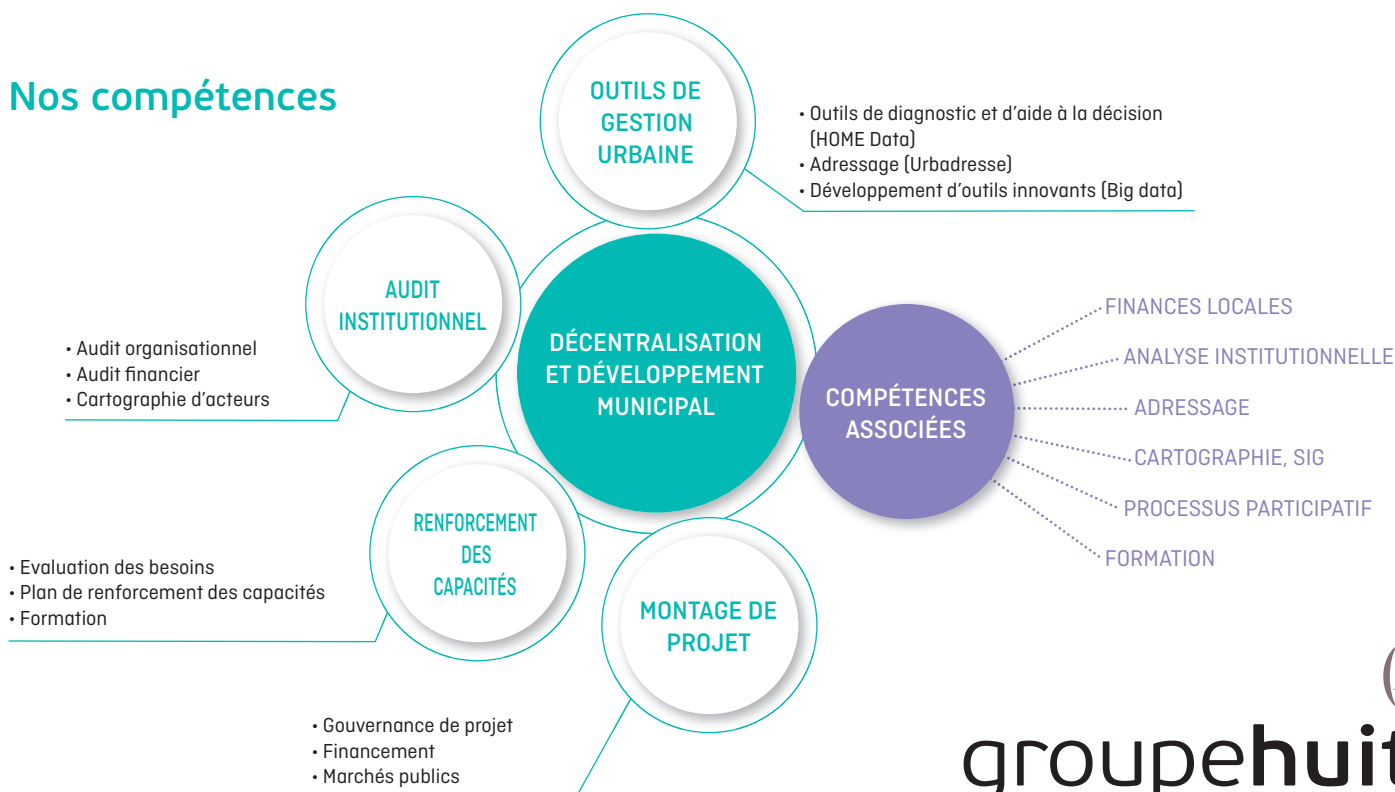 Nos compétences
OUTILS DE
GESTION
URBAINE
• Outils de diagnostic et d'aide à la décision
(HOME Data)
• Adressage (Urbadresse)
• Développement d'outils innovants (Big data)
AUDIT
INSTITUTIONNEL
• Audit organisationnel
• Audit financier
• Cartographie d'acteurs
DÉCENTRALISATION
ET DÉVELOPPEMENT
MUNICIPAL
COMPÉTENCES
ASSOCIÉES
FINANCES LOCALES
ANALYSE INSTITUTIONNELLE
ADRESSAGE
CARTOGRAPHIE, SIG
PROCESSUS PARTICIPATIF
FORMATION
RENFORCEMENT
DES
CAPACITÉS
• Evaluation des besoins
• Plan de renforcement des capacités
• Formation
MONTAGE DE
PROJET
• Gouvernance de projet
• Financement
• Marchés publics
groupehuit